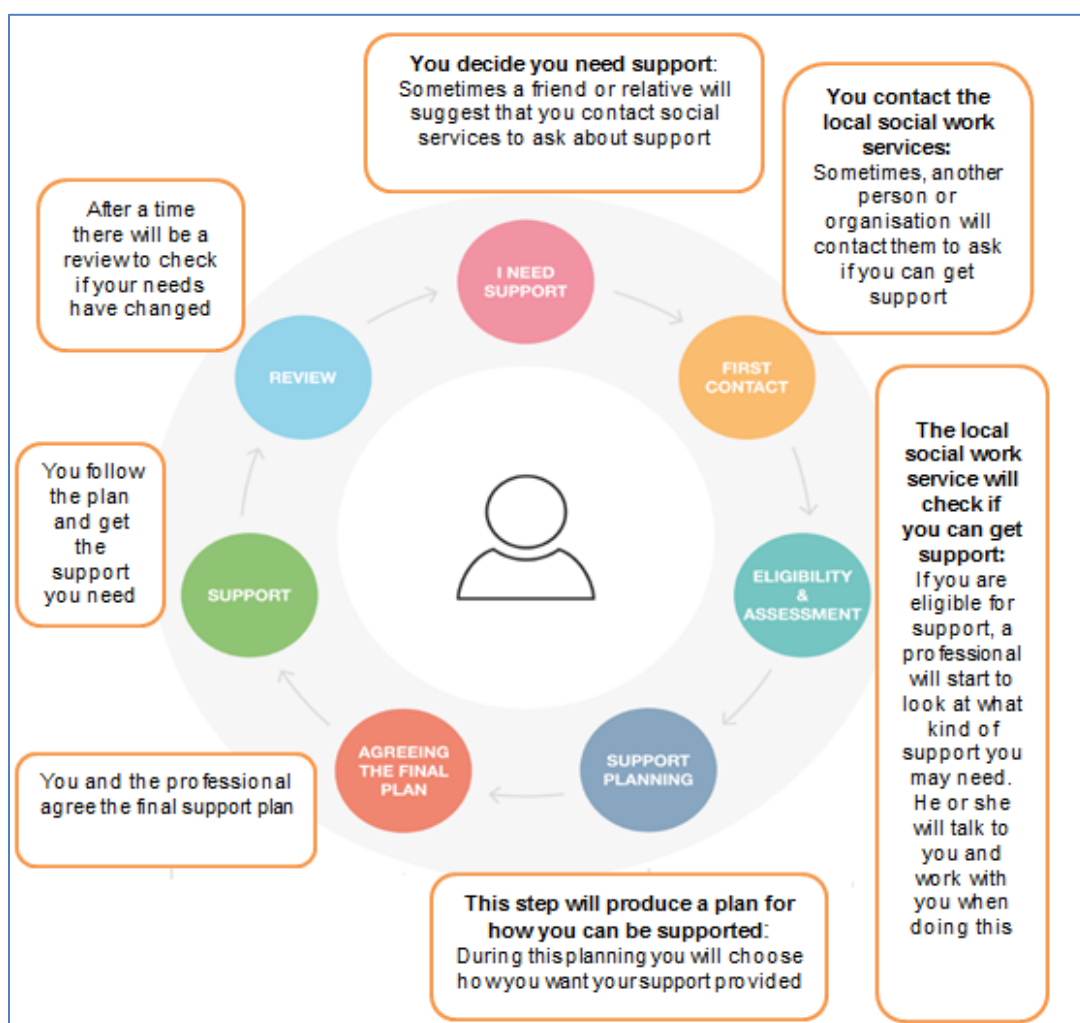 You decide you need support:
Sometimes a friend or relative will
suggest that you contact social
services to ask about support
You contact the
local social work
services:
Sometimes, another
person or
organisation will
contact them to ask
if you can get
support
After a time
there will be a
review to check
if your needs
have changed
I NEED
SUPPORT
FIRST
CONTACT
REVIEW
The local
social work
service will
check if
you can get
support:
If you are
eligible for
support, a
professional
will start to
look at what
kind of
support you
may need.
He or she
will talk to
you and
work with
you when
doing this
You follow
the plan
and get
the
support
you need
ELIGIBILITY
&
ASSESSMENT
SUPPORT
SUPPORT
PLANNING
AGREEING
THE FINAL
PLAN
You and the professional
agree the final support plan
This step will produce a plan for
how you can be supported:
During this planning you will choose
how you want your support provided